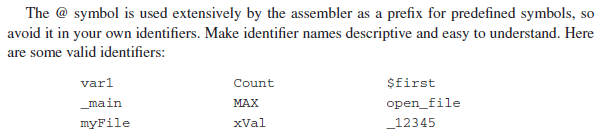 The @ symbol is used extensively by the assembler as a prefix for predefined symbols, so
avoid it in your own identifiers. Make identifier names descriptive and easy to understand. Here
are some valid identifiers:
var1 Count $first
_main MAX open_file
myFile xVal _12345